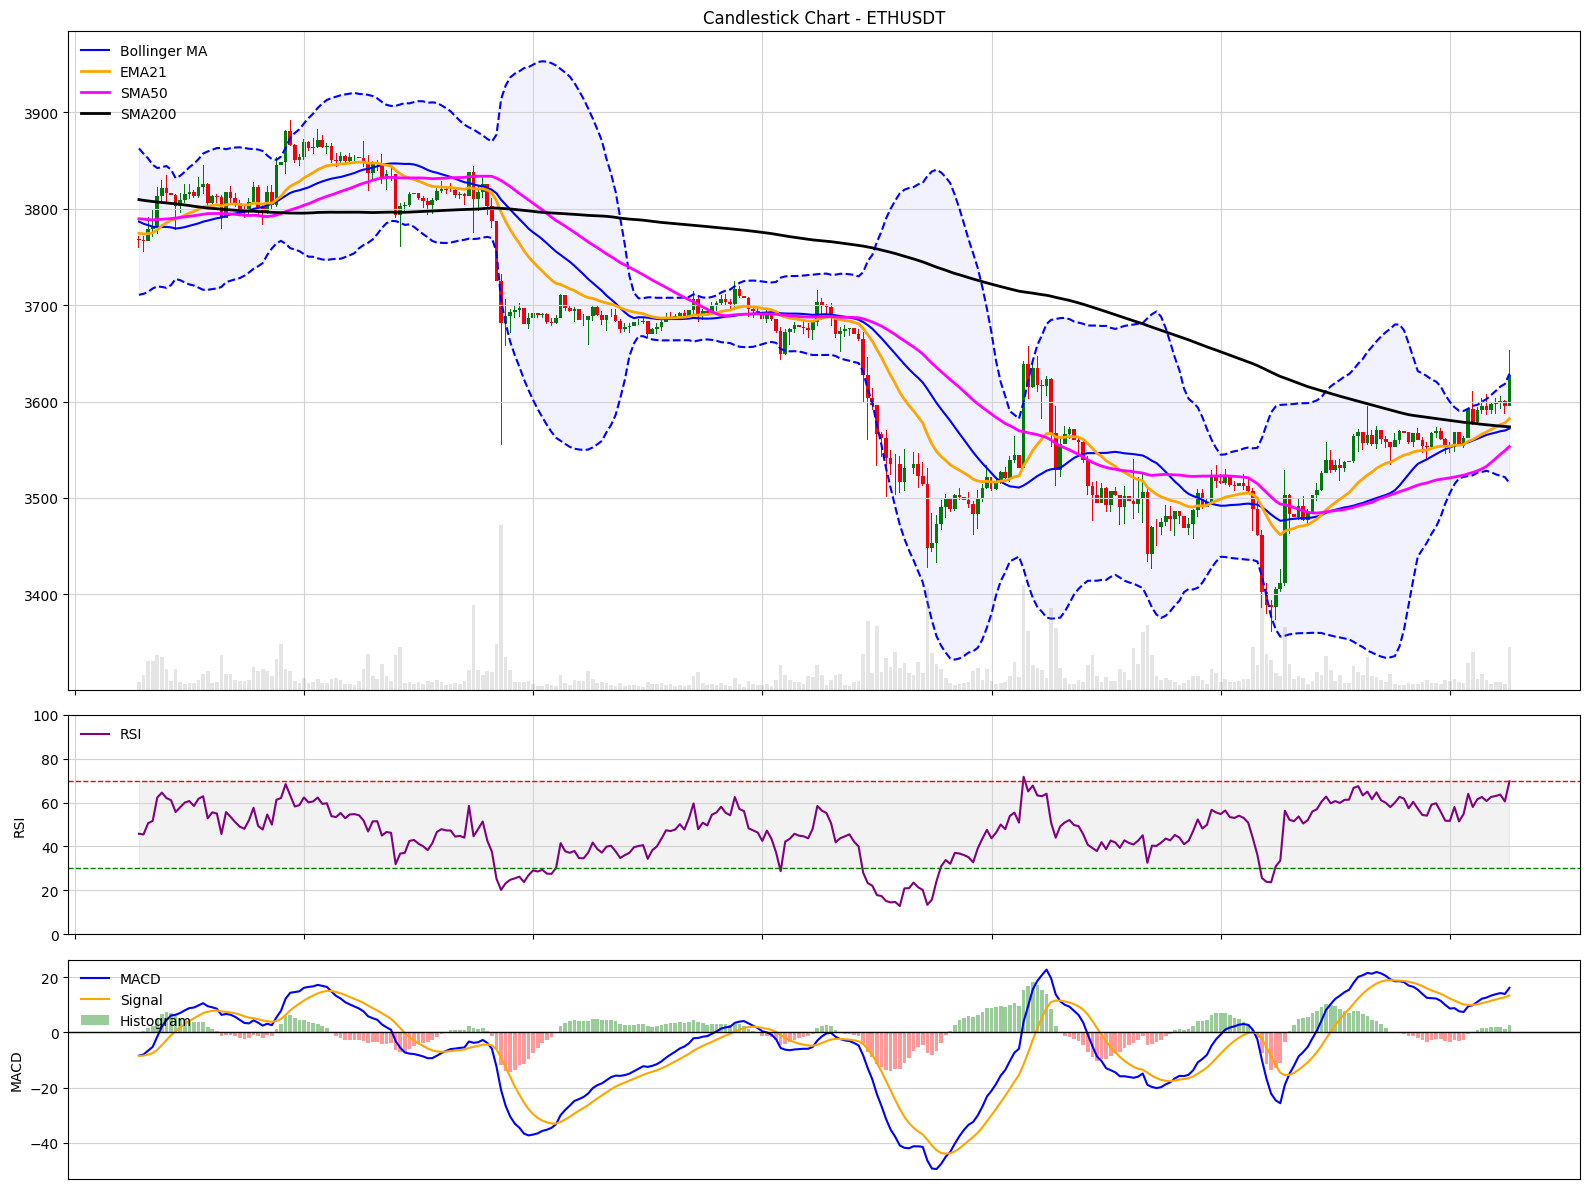 Candlestick Chart - ETHUSDT
Bollinger MA
EMA21
SMA50
SMA200
3900
3800
3700
3600
3500
3400
RSI
100
80
60
40
20
0
RSI
MACD
Signal
Histogram
20
0
−20
−40
MACD